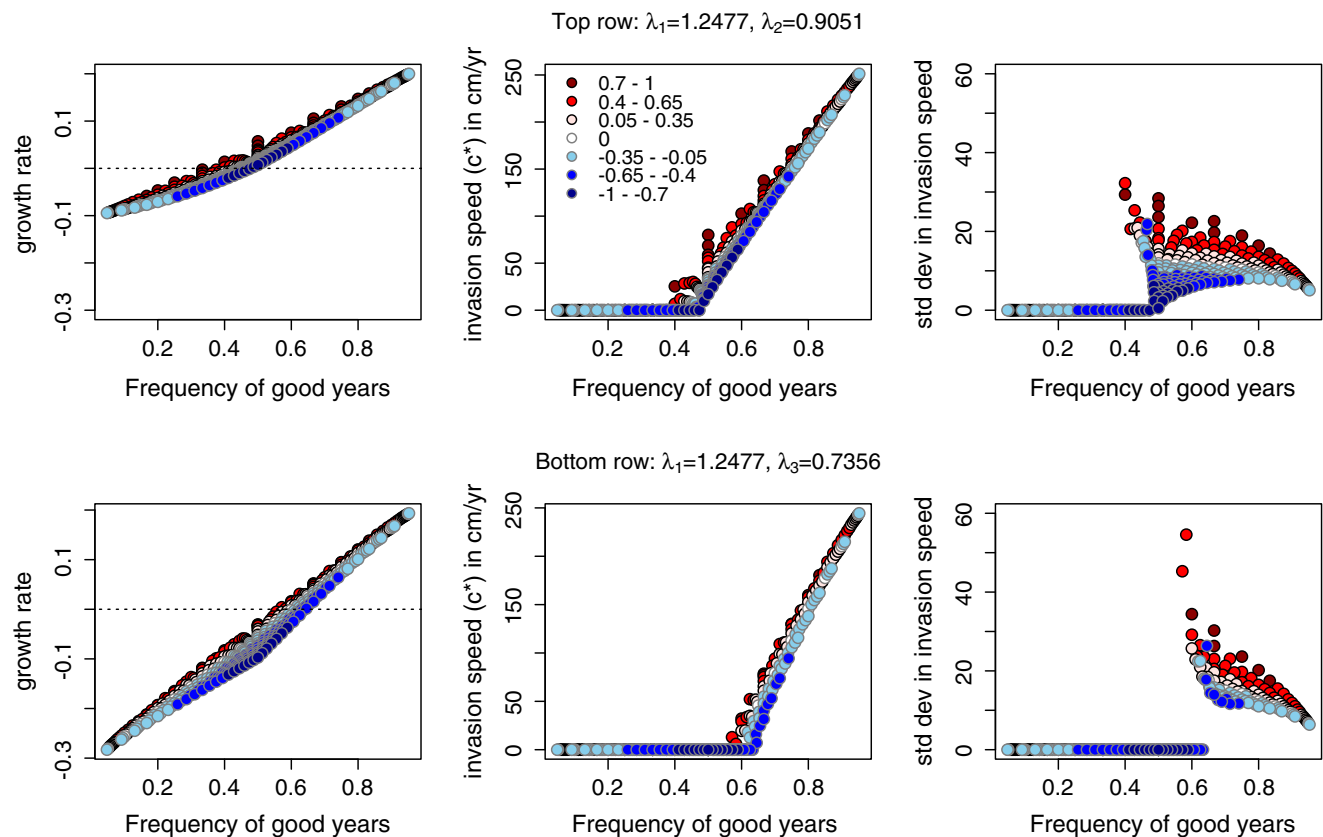 Top row: λ1=1.2477, λ2=0.9051
growth rate
0.1
-0.1
-0.3
0.2 0.4 0.6 0.8
Frequency of good years
invasion speed (c*) in cm/yr
250
150
50
0
0.7 - 1
0.4 - 0.65
0.05 - 0.35
0
-0.35 - -0.05
-0.65 - -0.4
-1 - -0.7
0.2 0.4 0.6 0.8
Frequency of good years
std dev in invasion speed
60
40
20
0
0.2 0.4 0.6 0.8
Frequency of good years
Bottom row: λ1=1.2477, λ3=0.7356
growth rate
0.1
-0.1
-0.3
0.2 0.4 0.6 0.8
Frequency of good years
invasion speed (c*) in cm/yr
250
150
50
0
0.2 0.4 0.6 0.8
Frequency of good years
std dev in invasion speed
60
40
20
0
0.2 0.4 0.6 0.8
Frequency of good years